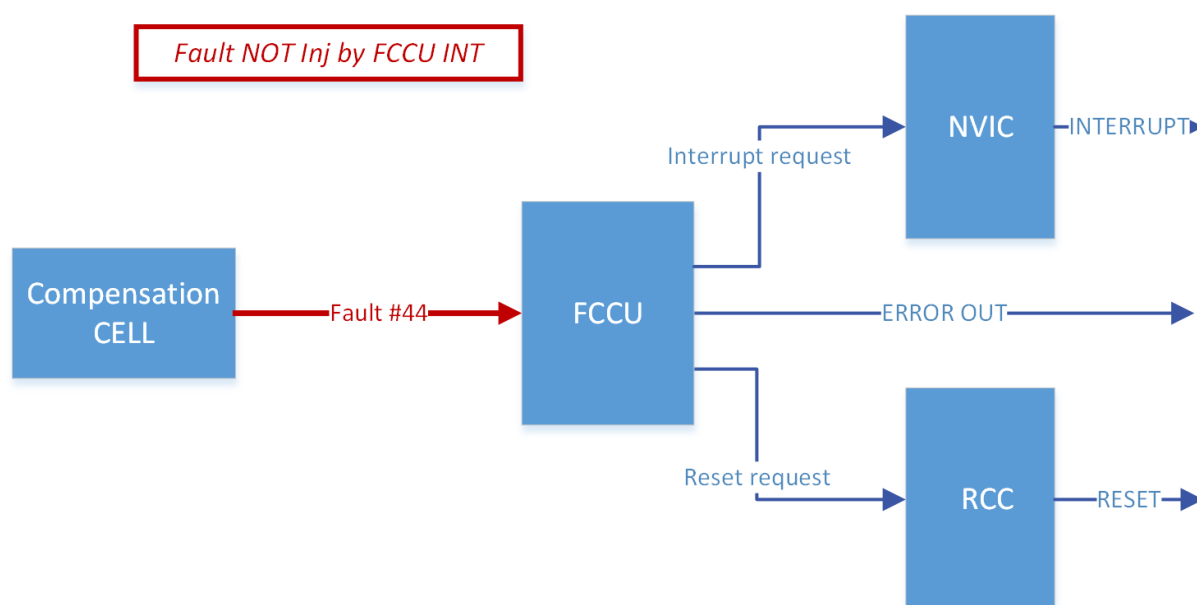 Fault NOT Inj by FCCU INT
NVIC
INTERRUPT
Interrupt request
Compensation
CELL
Fault #44
FCCU
ERROR OUT
Reset request
RCC
RESET